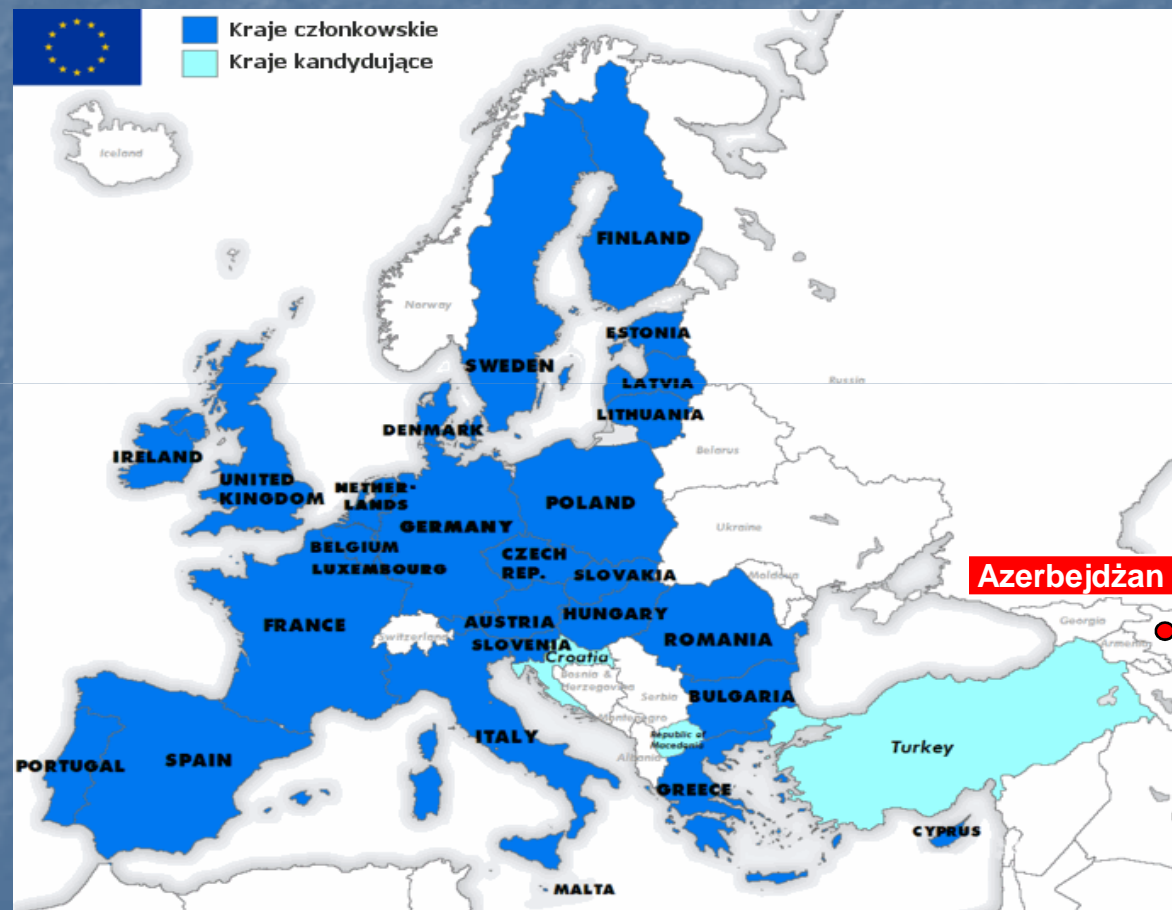 Kraje członkowskie
Kraje kandydujące
Iceland
FINLAND
Norway
ESTONIA
SWEDEN
LATVIA
Russia
LITHUANIA
DENMARK
Belarus
IRELAND
UNITED
KINGDOM
NETHER-
LANDS
POLAND
GERMANY
Ukraine
BELGIUM
CZECH
REP.
LUXEMBOURG
SLOVAKIA
Moldova
Azerbejdżan
HUNGARY
AUSTRIA
FRANCE
Switzerland
SLOVENIA
ROMANIA
Georgia
Armenia
Croatia
Bosnia &
Herzegovina
Serbia
BULGARIA
Montenegro
ITALY
Republic of
Macedonia
Albania
Turkey
PORTUGAL
SPAIN
GREECE
CYPRUS
MALTA